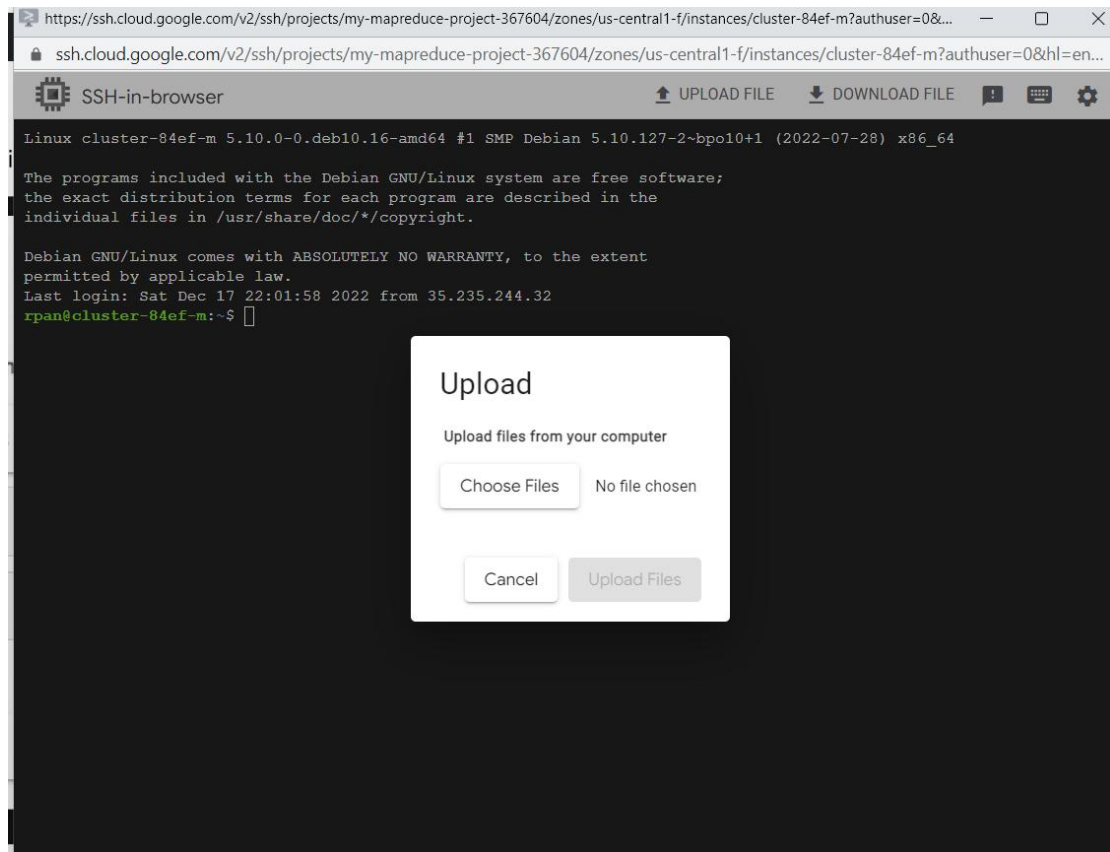 https://ssh.cloud.google.com/v2/ssh/projects/my-mapreduce-project-367604/zones/us-central1-f/instances/cluster-84ef-m?authuser=0&...
ssh.cloud.google.com/v2/ssh/projects/my-mapreduce-project-367604/zones/us-central1-f/instances/cluster-84ef-m?authuser=0&hl=en...
SSH-in-browser UPLOAD FILE DOWNLOAD FILE
Linux cluster-84ef-m 5.10.0-0.deb10.16-amd64 #1 SMP Debian 5.10.127-2~bpo10+1 (2022-07-28) x86_64
The programs included with the Debian GNU/Linux system are free software;
the exact distribution terms for each program are described in the
individual files in /usr/share/doc/*/copyright.
Debian GNU/Linux comes with ABSOLUTELY NO WARRANTY, to the extent
permitted by applicable law.
Last login: Sat Dec 17 22:01:58 2022 from 35.235.244.32
rpan@cluster-84ef-m:~$
Upload
Upload files from your computer
Choose Files No file chosen
Cancel Upload Files